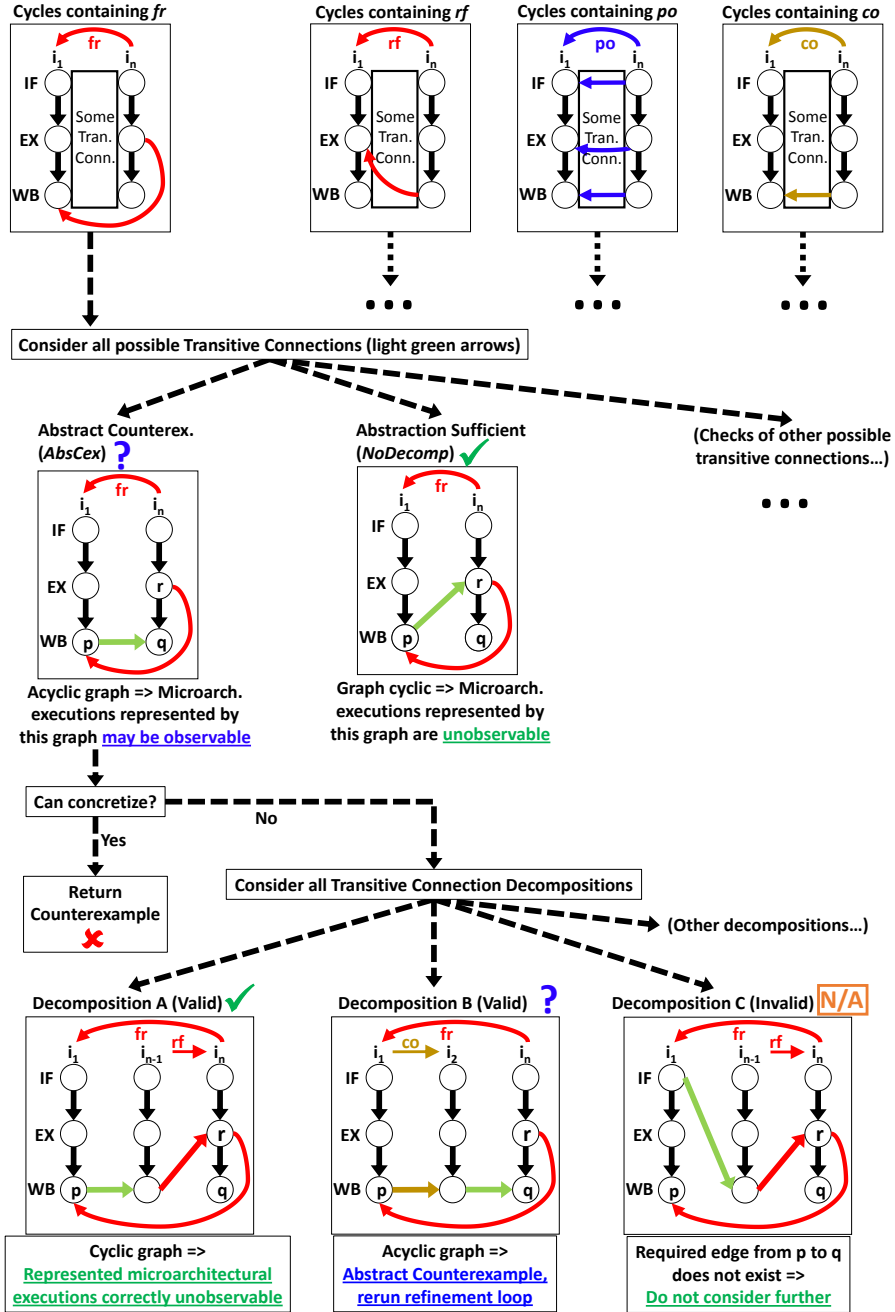 Cycles containing fr
Cycles containing rf
Cycles containing po
Cycles containing co
fr
i1
in
IF
EX
WB
Some
Tran.
Conn.
rf
i1
in
IF
EX
WB
Some
Tran.
Conn.
po
i1
in
IF
EX
WB
Some
Tran.
Conn.
co
i1
in
IF
EX
WB
Some
Tran.
Conn.
Consider all possible Transitive Connections (light green arrows)
Abstract Counterex.
(AbsCex) ?
fr
i1
in
IF
EX
r
WB
p
q
Acyclic graph => Microarch.
executions represented by
this graph may be observable
Abstraction Sufficient
(NoDecomp)
fr
i1
in
IF
EX
r
WB
p
q
Graph cyclic => Microarch.
executions represented by
this graph are unobservable
(Checks of other possible
transitive connections…)
Can concretize?
No
Yes
Return
Counterexample
Consider all Transitive Connection Decompositions
(Other decompositions…)
Decomposition A (Valid)
fr
i1
in-1
rf
in
IF
EX
r
WB
p
q
Cyclic graph =>
Represented microarchitectural
executions correctly unobservable
Decomposition B (Valid) ?
fr
i1
co
i2
in
IF
EX
r
WB
p
q
Acyclic graph =>
Abstract Counterexample,
rerun refinement loop
Decomposition C (Invalid) N/A
fr
i1
in-1
rf
in
IF
EX
r
WB
p
q
Required edge from p to q
does not exist =>
Do not consider further